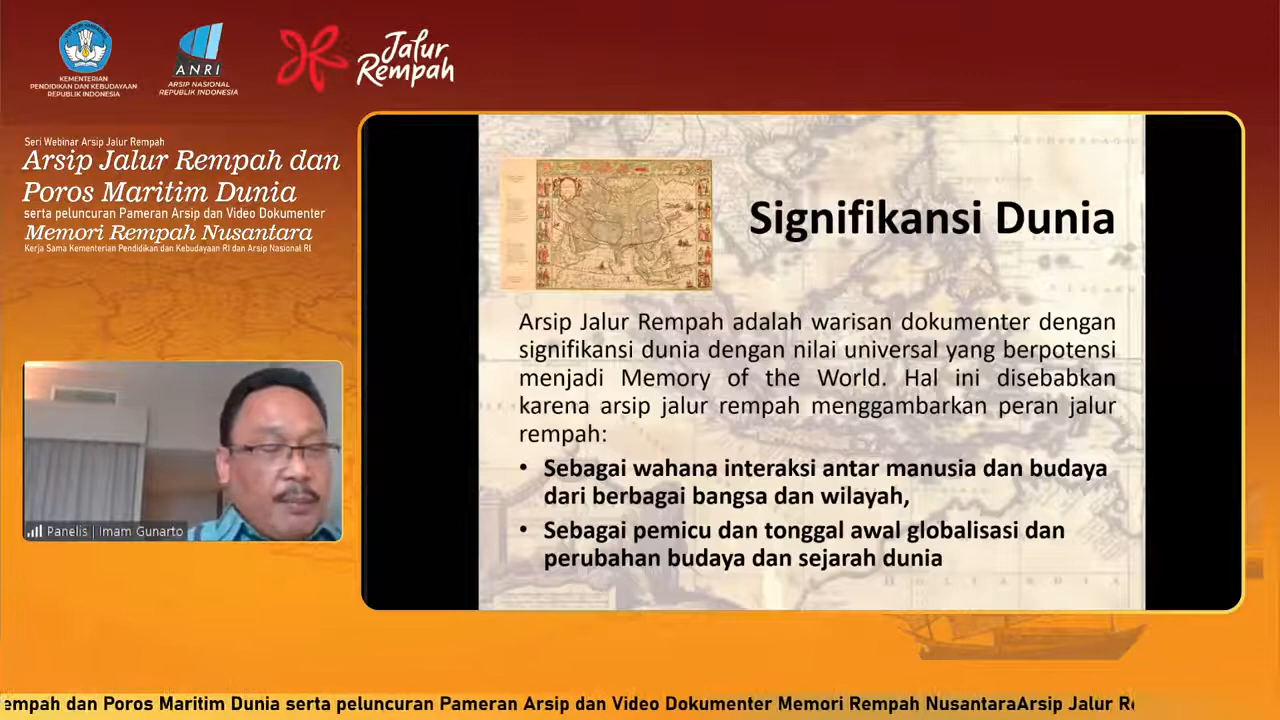 KEMENTERIAN
PENDIDIKAN DAN KEBUDAYAAN
REPUBLIK INDONESIA
ANRI
ARSIP NASIONAL
REPUBLIK INDONESIA
Jalur
Rempah
Seri Webinar Arsip Jalur Rempah
Arsip Jalur Rempah dan
Poros Maritim Dunia
serta peluncuran Pameran Arsip dan Video Dokumenter
Memori Rempah Nusantara
Kerja Sama Kementerian Pendidikan dan Kebudayaan RI dan Arsip Nasional RI
Panelis | Imam Gunarto
Signifikansi Dunia
Arsip Jalur Rempah adalah warisan dokumenter dengan
signifikansi dunia dengan nilai universal yang berpotensi
menjadi Memory of the World. Hal ini disebabkan
karena arsip jalur rempah menggambarkan peran jalur
rempah:
• Sebagai wahana interaksi antar manusia dan budaya
dari berbagai bangsa dan wilayah,
• Sebagai pemicu dan tonggal awal globalisasi dan
perubahan budaya dan sejarah dunia
HOLLANDIA
empah dan Poros Maritim Dunia serta peluncuran Pameran Arsip dan Video Dokumenter Memori Rempah NusantaraArsip Jalur Re